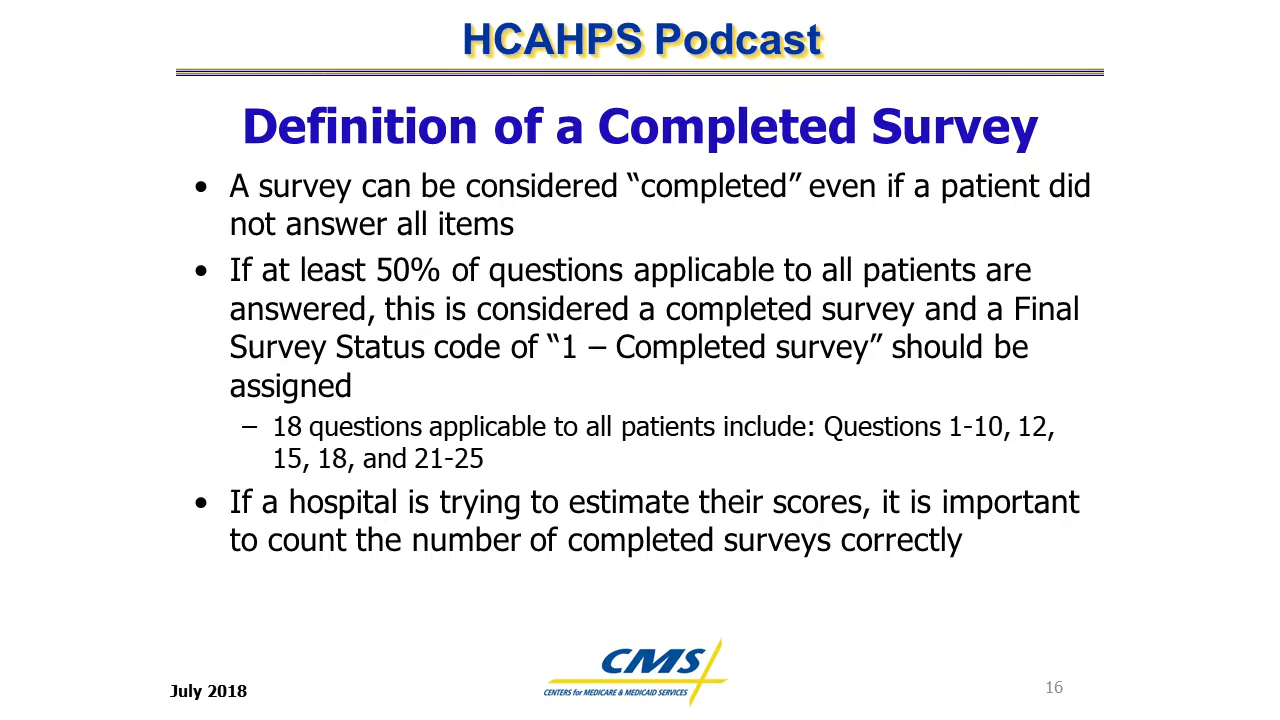 HCAHPS Podcast
Definition of a Completed Survey
• A survey can be considered “completed” even if a patient did
not answer all items
• If at least 50% of questions applicable to all patients are
answered, this is considered a completed survey and a Final
Survey Status code of “1 – Completed survey” should be
assigned
– 18 questions applicable to all patients include: Questions 1-10, 12,
15, 18, and 21-25
• If a hospital is trying to estimate their scores, it is important
to count the number of completed surveys correctly
CMS
CENTERS for MEDICARE & MEDICAID SERVICES
July 2018
16